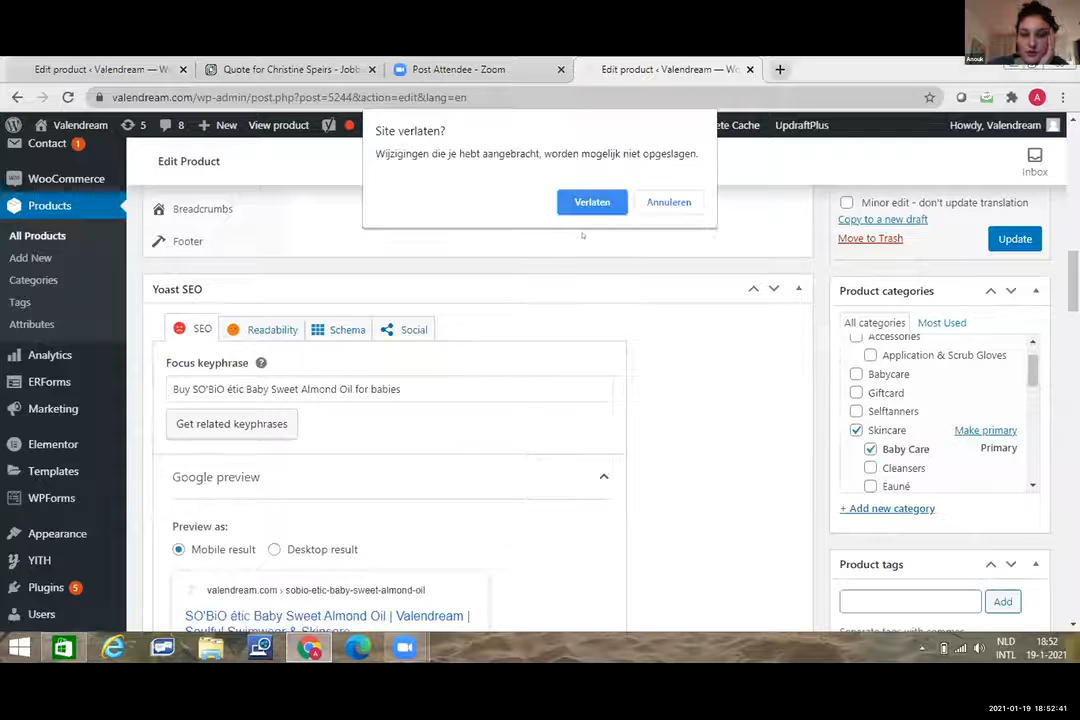 Anouk
Edit product ‹ Valendream — W
Quote for Christine Speirs - Jobb
Post Attendee - Zoom
Edit product ‹ Valendream — W
valendream.com/wp-admin/post.php?post=5244&action=edit&lang=en
A
Valendream
5
8
New
View product
ete Cache
UpdraftPlus
Howdy, Valendream
Site verlaten?
Wijzigingen die je hebt aangebracht, worden mogelijk niet opgeslagen.
Verlaten
Annuleren
Contact 1
WooCommerce
Products
All Products
Add New
Categories
Tags
Attributes
Analytics
ERForms
Marketing
Elementor
Templates
WPForms
Appearance
YITH
Plugins 5
Users
Edit Product
Inbox
Breadcrumbs
Footer
Yoast SEO
SEO
Readability
Schema
Social
Focus keyphrase
Buy SO'BiO étic Baby Sweet Almond Oil for babies
Get related keyphrases
Google preview
Preview as:
Mobile result
Desktop result
valendream.com › sobio-etic-baby-sweet-almond-oil
SO'BiO étic Baby Sweet Almond Oil | Valendream |
Soulful Swimwear & Skincare
Minor edit - don't update translation
Copy to a new draft
Move to Trash
Update
Product categories
All categories
Most Used
Accessories
Application & Scrub Gloves
Babycare
Giftcard
Selftanners
Skincare
Make primary
Baby Care
Primary
Cleansers
Eauné
+ Add new category
Product tags
Add
Separate tags with commas
NLD
INTL
18:52
19-1-2021
2021-01-19 18:52:41